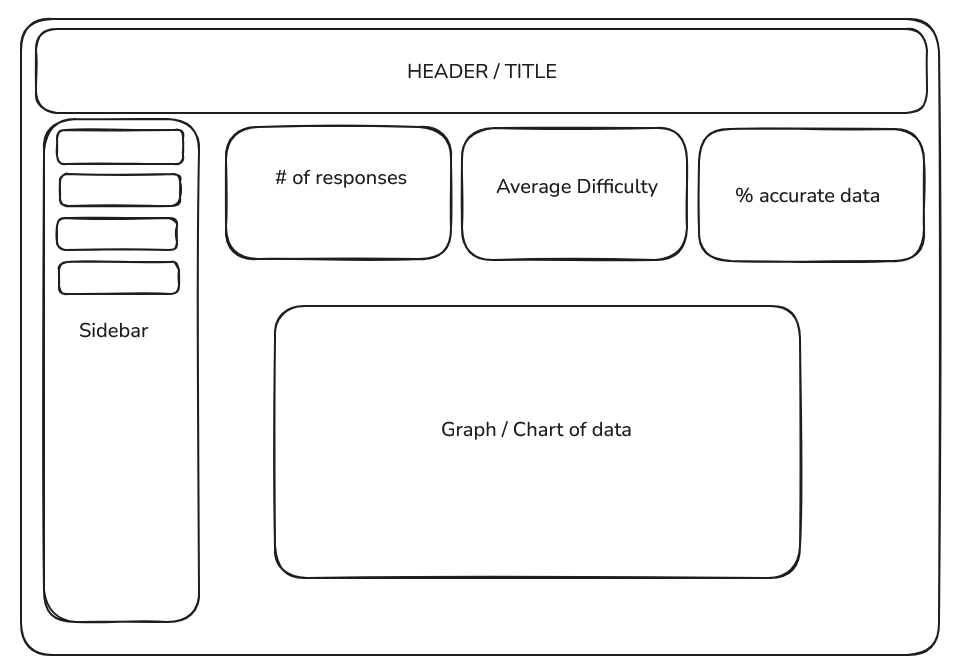 HEADER / TITLE
# of responses
Average Difficulty
% accurate data
Sidebar
Graph / Chart of data